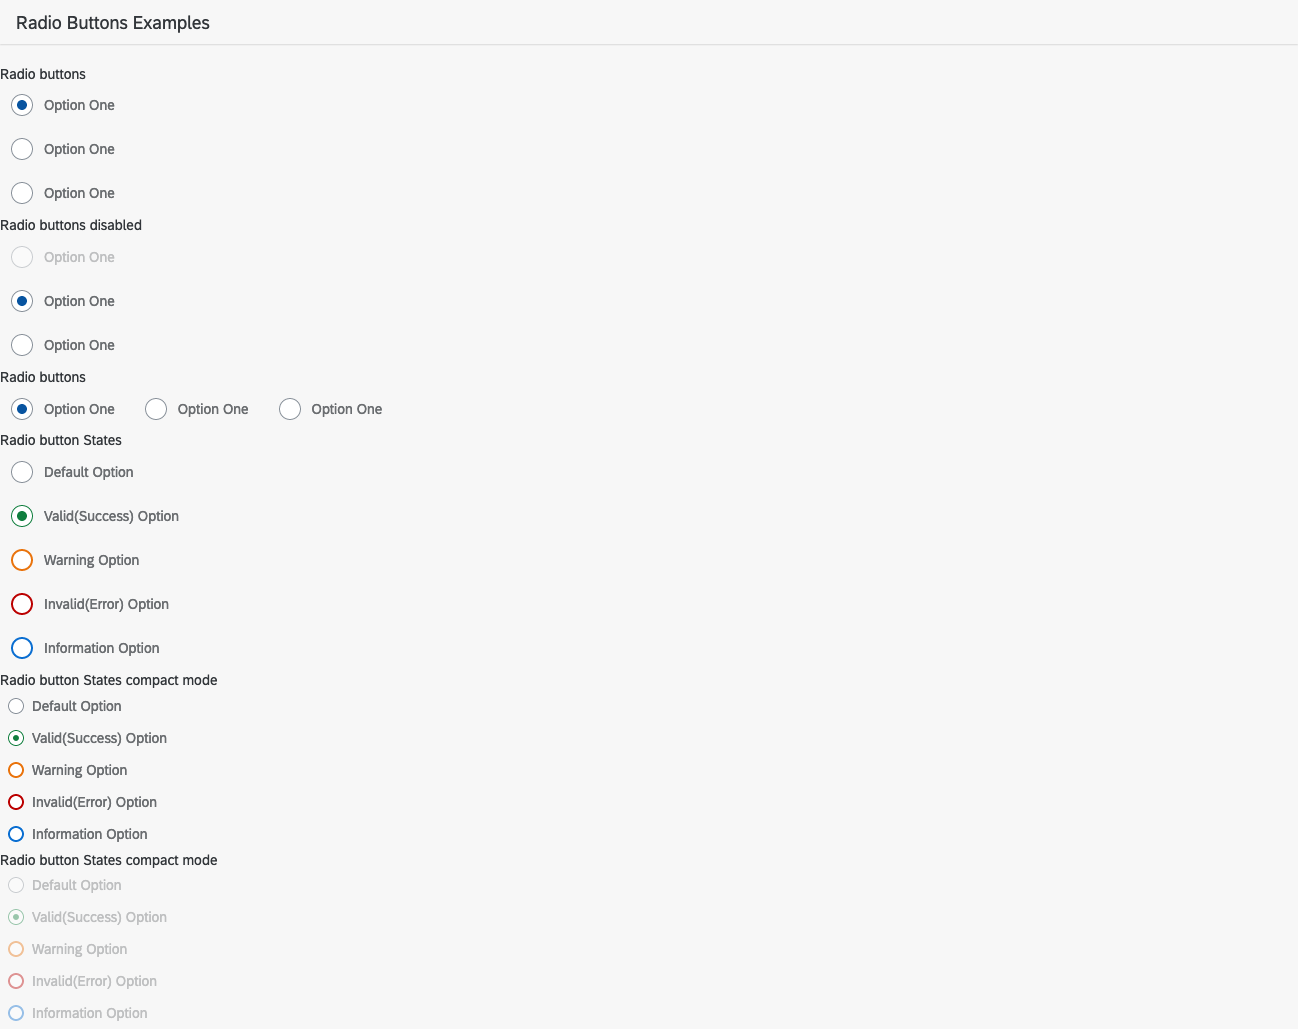 Radio Buttons Examples
Radio buttons
Option One
Option One
Option One
Radio buttons disabled
Option One
Option One
Option One
Radio buttons
Option One Option One Option One
Radio button States
Default Option
Valid(Success) Option
Warning Option
Invalid(Error) Option
Information Option
Radio button States compact mode
Default Option
Valid(Success) Option
Warning Option
Invalid(Error) Option
Information Option
Radio button States compact mode
Default Option
Valid(Success) Option
Warning Option
Invalid(Error) Option
Information Option